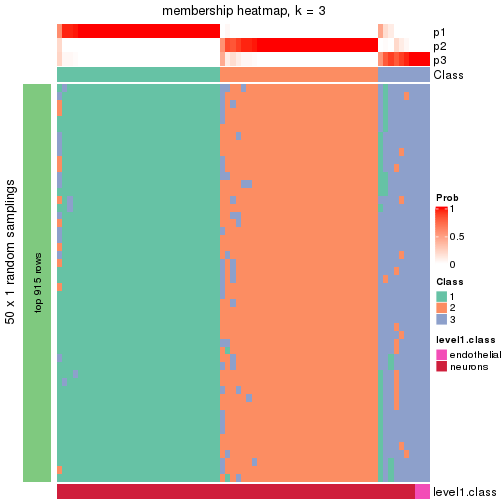 membership heatmap, k = 3
p1
p2
p3
Class
50 x 1 random samplings
top 915 rows
Prob
1
0.5
0
Class
1
2
3
level1.class
endothelial
neurons
level1.class